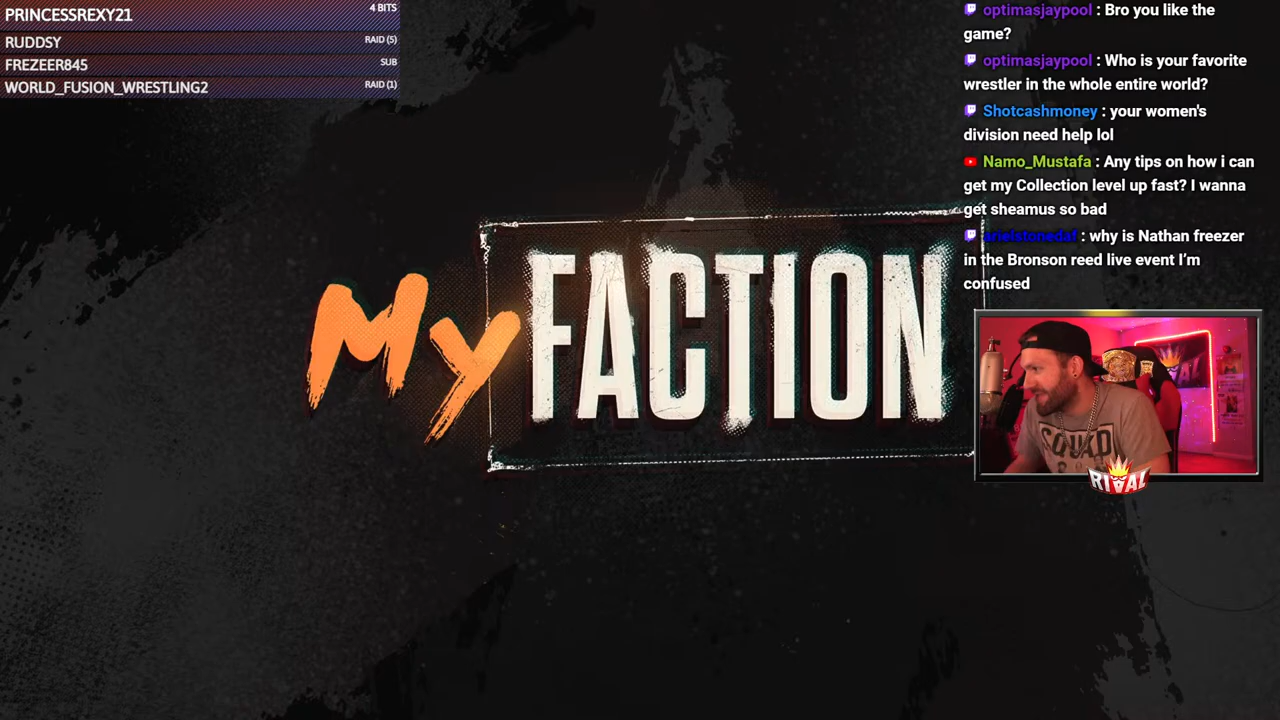 PRINCESSREXY21 4 BITS
RUDDSY RAID (5)
FREZEER845 SUB
WORLD_FUSION_WRESTLING2 RAID (1)
optimasjaypool : Bro you like the
game?
optimasjaypool : Who is your favorite
wrestler in the whole entire world?
Shotcashmoney : your women's
division need help lol
Namo_Mustafa : Any tips on how i can
get my Collection level up fast? I wanna
get sheamus so bad
arielstonedaf : why is Nathan freezer
in the Bronson reed live event I'm
confused
My FACTION
SQUAD
RIVAL